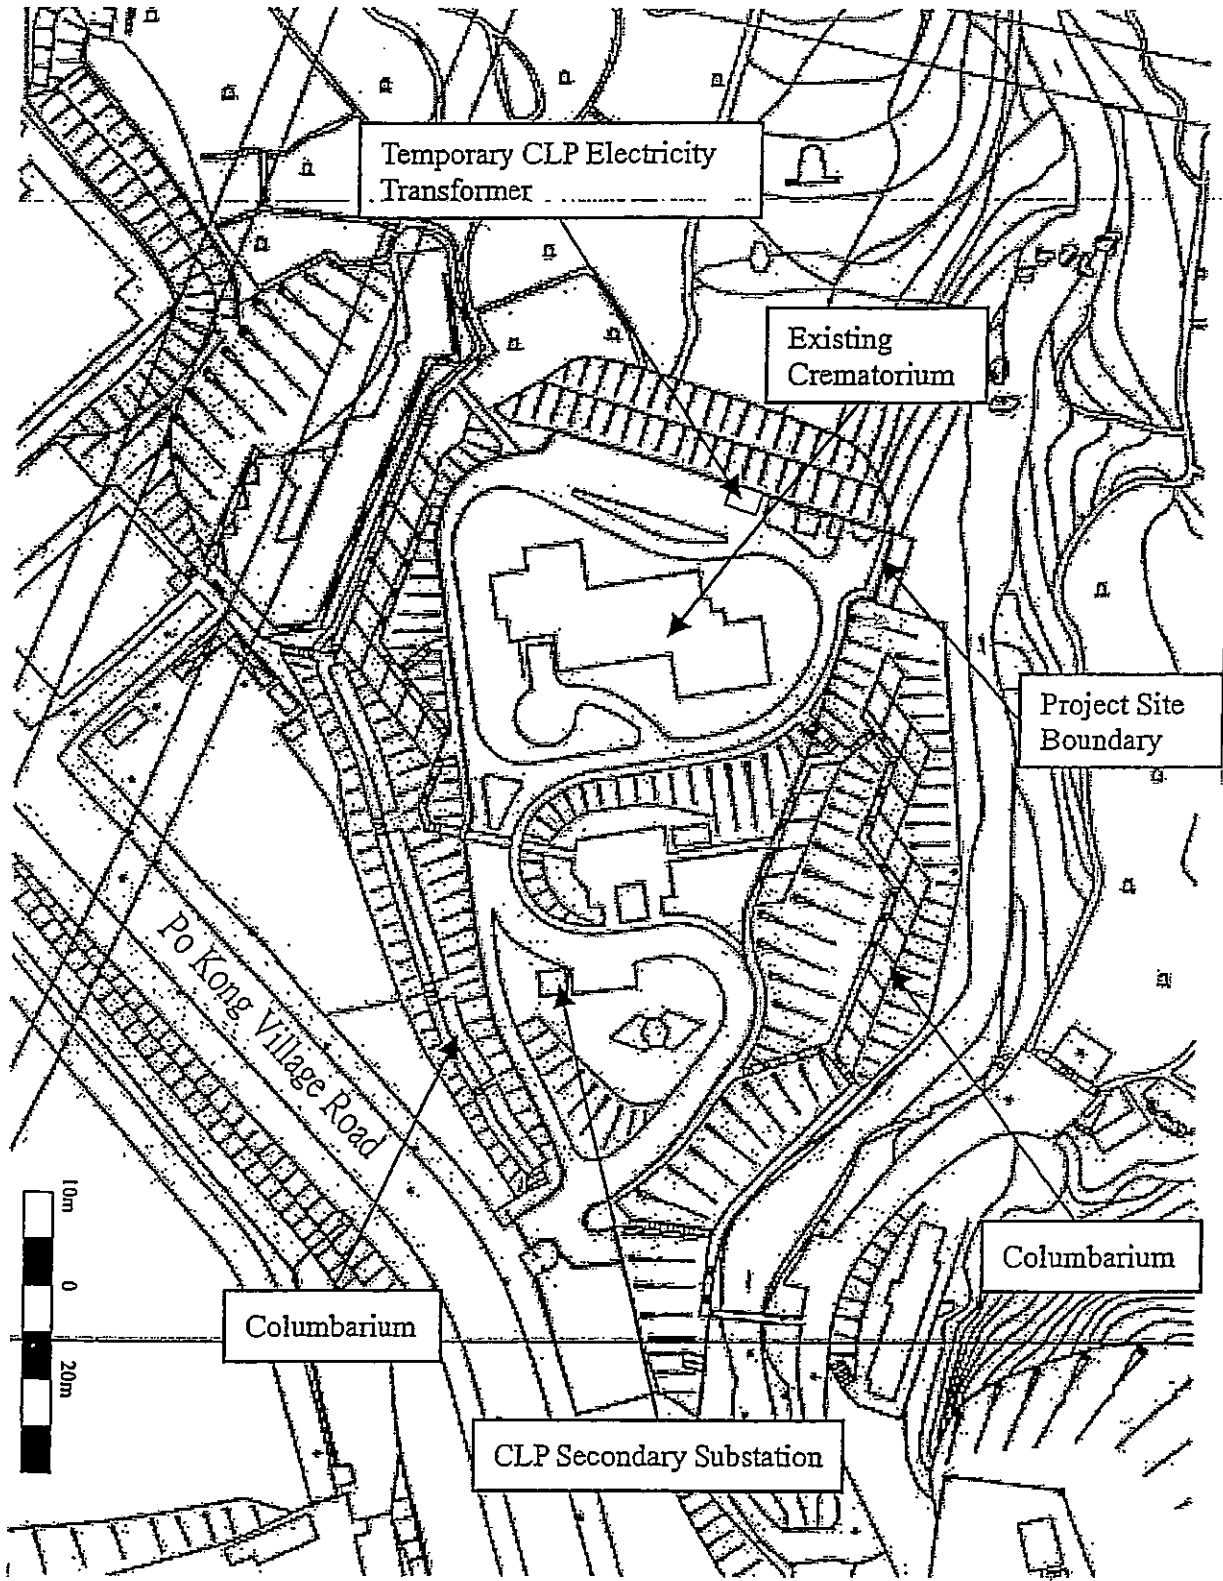 Temporary CLP Electricity
Transformer
Existing
Crematorium
Project Site
Boundary
Po Kong Village Road
10m
0
20m
Columbarium
Columbarium
CLP Secondary Substation